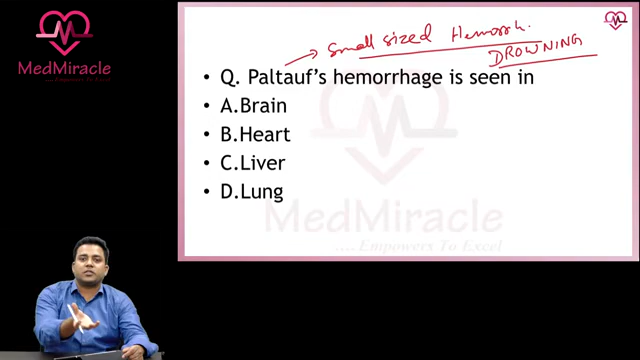 MedMiracle
small sized Hemorrh.
DROWNING
• Q. Paltauf's hemorrhage is seen in
• A.Brain
• B.Heart
• C.Liver
• D.Lung
MedMiracle
.... Empowers To Excel